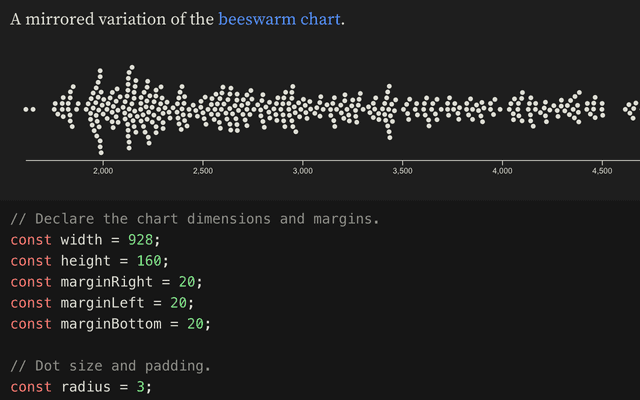 A mirrored variation of the beeswarm chart.
2,000 2,500 3,000 3,500 4,000 4,500
// Declare the chart dimensions and margins.
const width = 928;
const height = 160;
const marginRight = 20;
const marginLeft = 20;
const marginBottom = 20;
// Dot size and padding.
const radius = 3;